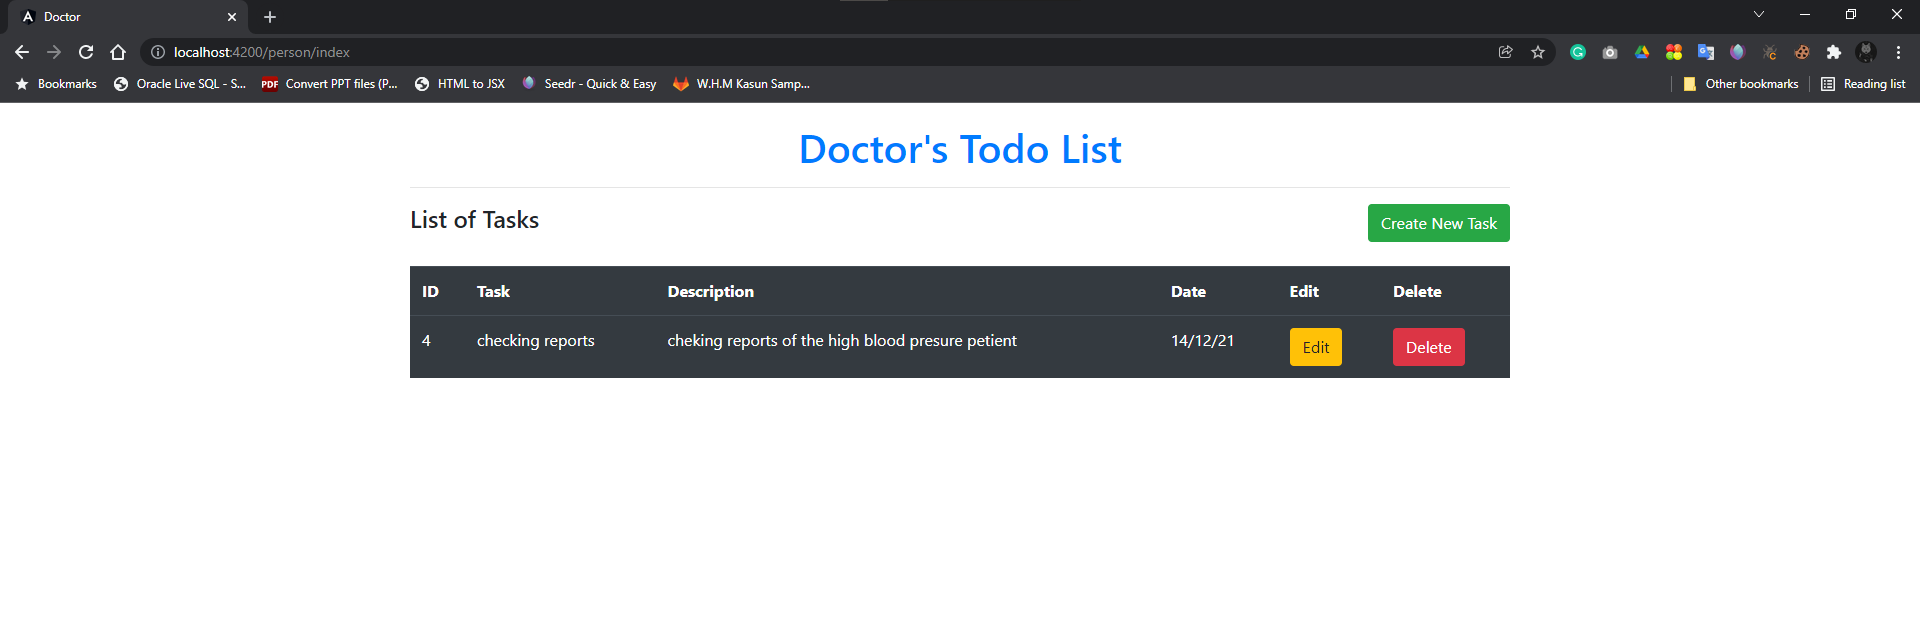 Doctor
localhost:4200/person/index
Bookmarks Oracle Live SQL - S... PDF Convert PPT files (P... HTML to JSX Seedr - Quick & Easy W.H.M Kasun Samp... Other bookmarks Reading list
Doctor's Todo List
List of Tasks Create New Task
ID Task Description Date Edit Delete
4 checking reports cheking reports of the high blood presure petient 14/12/21 Edit Delete